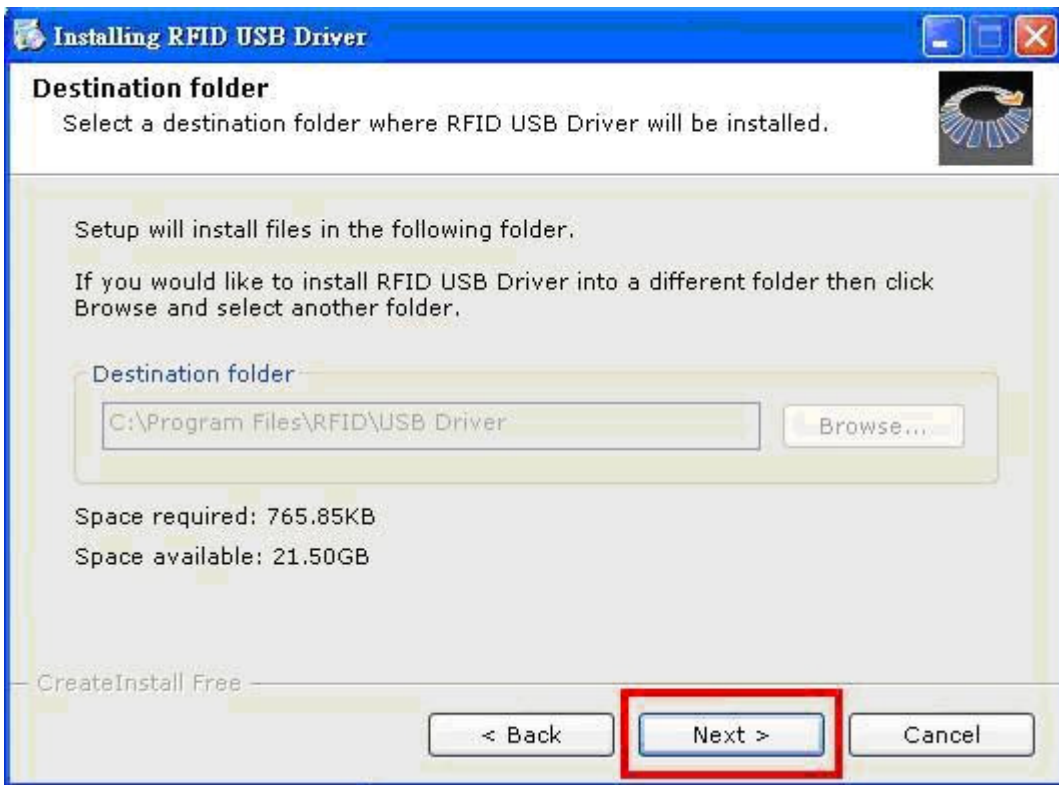 Installing RFID USB Driver
Destination folder
Select a destination folder where RFID USB Driver will be installed.
Setup will install files in the following folder.
If you would like to install RFID USB Driver into a different folder then click
Browse and select another folder.
Destination folder
C:\Program Files\RFID\USB Driver
Browse...
Space required: 765.85KB
Space available: 21.50GB
CreateInstall Free
< Back
Next >
Cancel